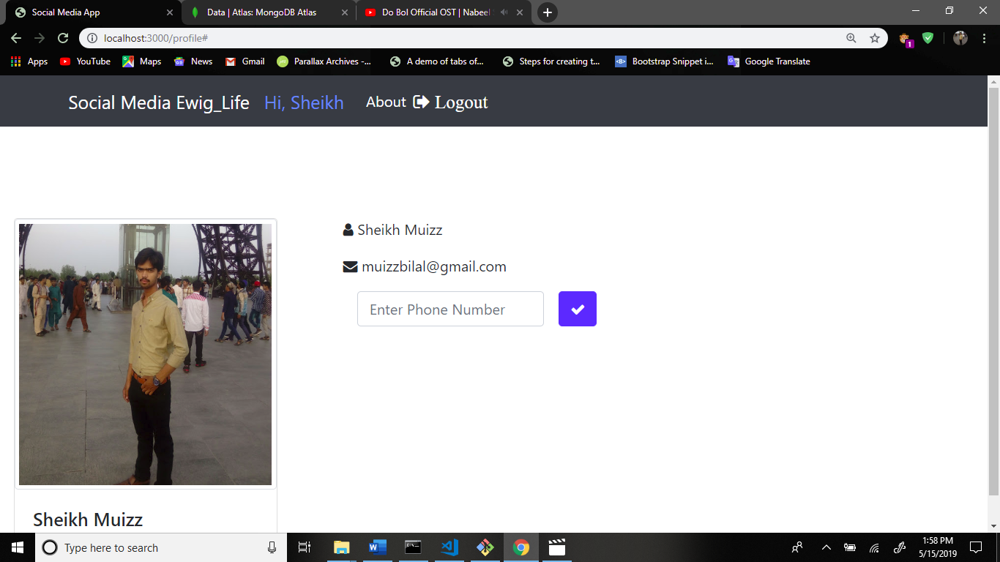 Social Media App
Data | Atlas: MongoDB Atlas
Do Bol Official OST | Nabeel
localhost:3000/profile#
1
Apps
YouTube
Maps
News
Gmail
Parallax Archives -...
A demo of tabs of...
Steps for creating t...
Bootstrap Snippet i...
Google Translate
Social Media Ewig_Life
Hi, Sheikh
About
Logout
Sheikh Muizz
muizzbilal@gmail.com
Enter Phone Number
Sheikh Muizz
Type here to search
1:58 PM
5/15/2019